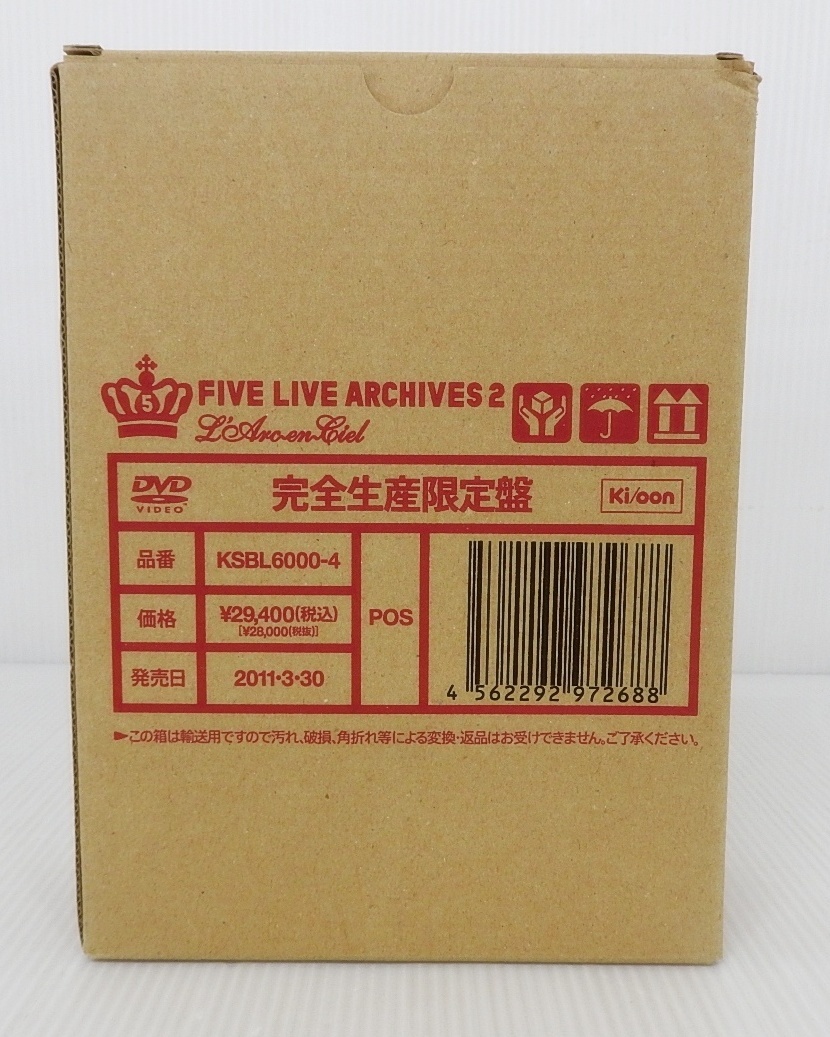 5
FIVE LIVE ARCHIVES 2
L'Arc~en~Ciel
DVD
VIDEO™
完全生産限定盤
Ki/oon
品番
KSBL6000-4
価格
¥29,400(税込)
[¥28,000(税抜)]
発売日
2011・3・30
POS
4 562292 972688
►この箱は輸送用ですので汚れ、破損、角折れ等による変換・返品はお受けできません。ご了承ください。